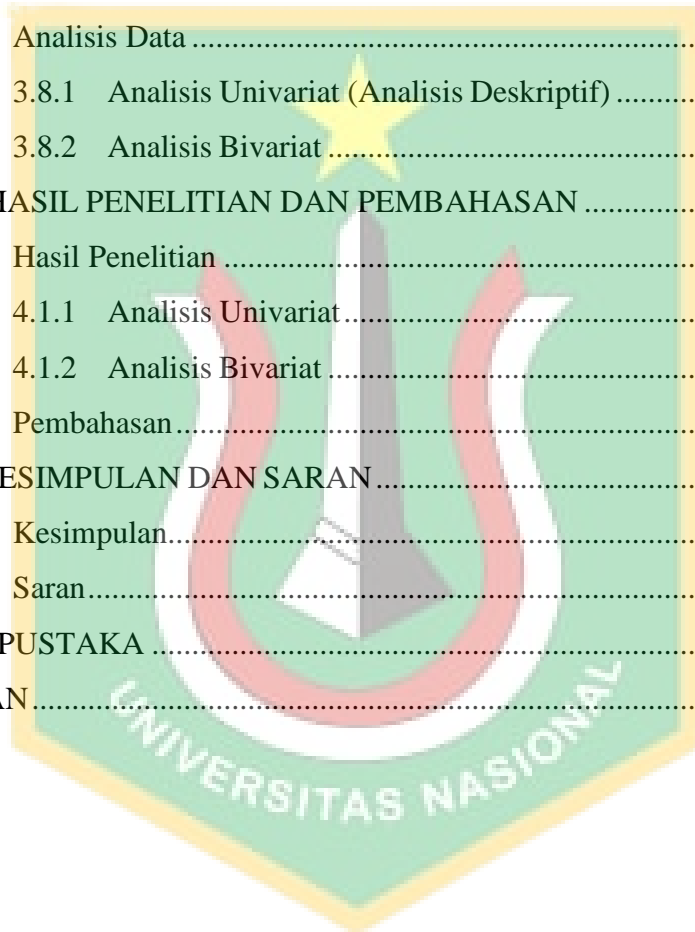 Analisis Data ..........................................................
3.8.1 Analisis Univariat (Analisis Deskriptif) ..........
3.8.2 Analisis Bivariat ..............................................
HASIL PENELITIAN DAN PEMBAHASAN ..............
Hasil Penelitian ......................................................
4.1.1 Analisis Univariat ............................................
4.1.2 Analisis Bivariat ..............................................
Pembahasan ............................................................
ESIMPULAN DAN SARAN ........................................
Kesimpulan .............................................................
Saran .......................................................................
PUSTAKA ...............................................................
AN ...........................................................................
UNIVERSITAS NASIONAL